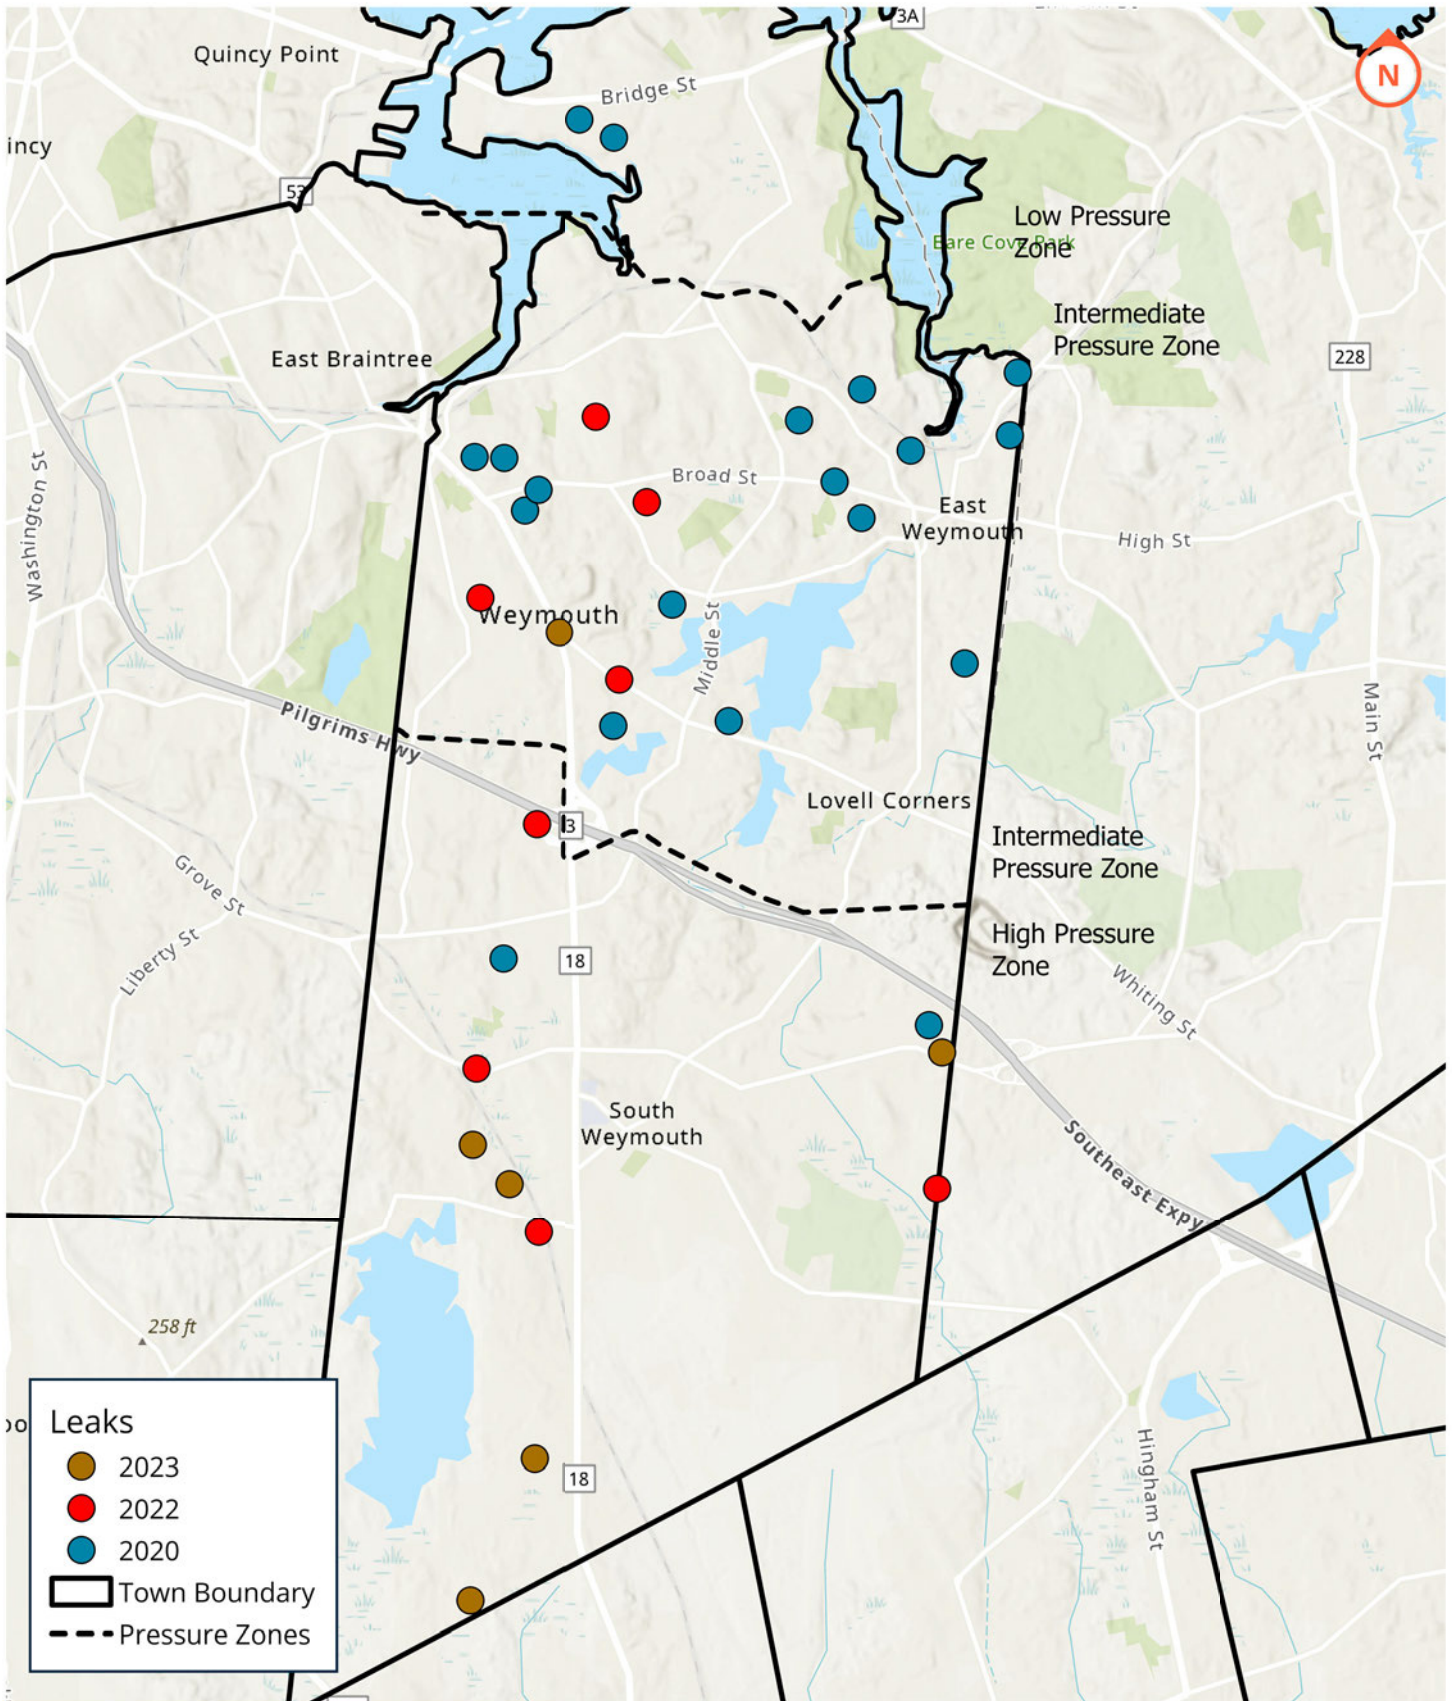 3A
Quincy Point
N
Bridge St
incy
53
Low Pressure
Zone
Bare Cove Park
Intermediate
Pressure Zone
East Braintree
228
Washington St
Broad St
East
Weymouth
High St
Weymouth
Middle St
Pilgrims Hwy
Main St
Lovell Corners
3
Intermediate
Pressure Zone
Grove St
Liberty St
18
High Pressure
Zone
Whiting St
South
Weymouth
Southeast Expy
258 ft
Hingham St
18
Leaks
2023
2022
2020
Town Boundary
Pressure Zones